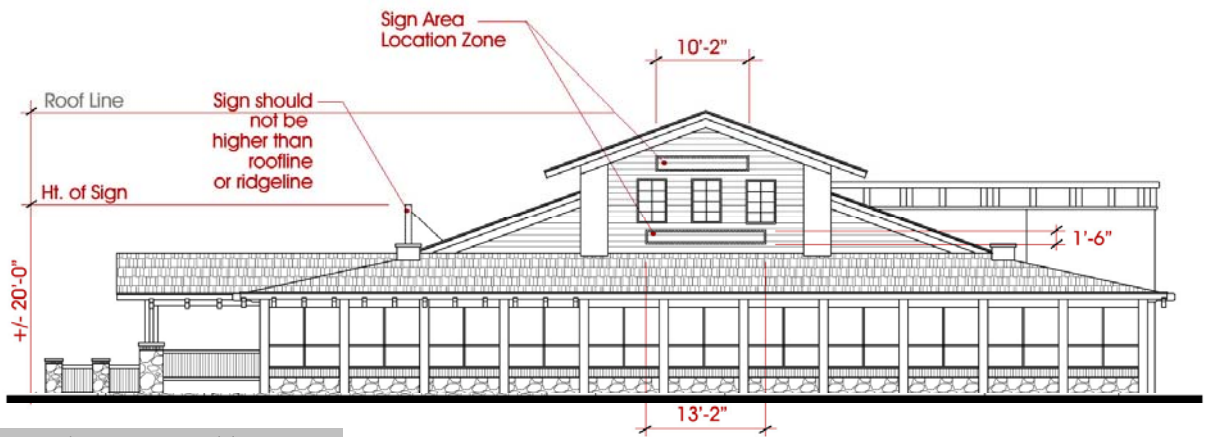 Sign Area
Location Zone
10'-2"
Roof Line
Sign should
not be
higher than
roofline
or ridgeline
Ht. of Sign
1'-6"
+/- 20'-0"
13'-2"